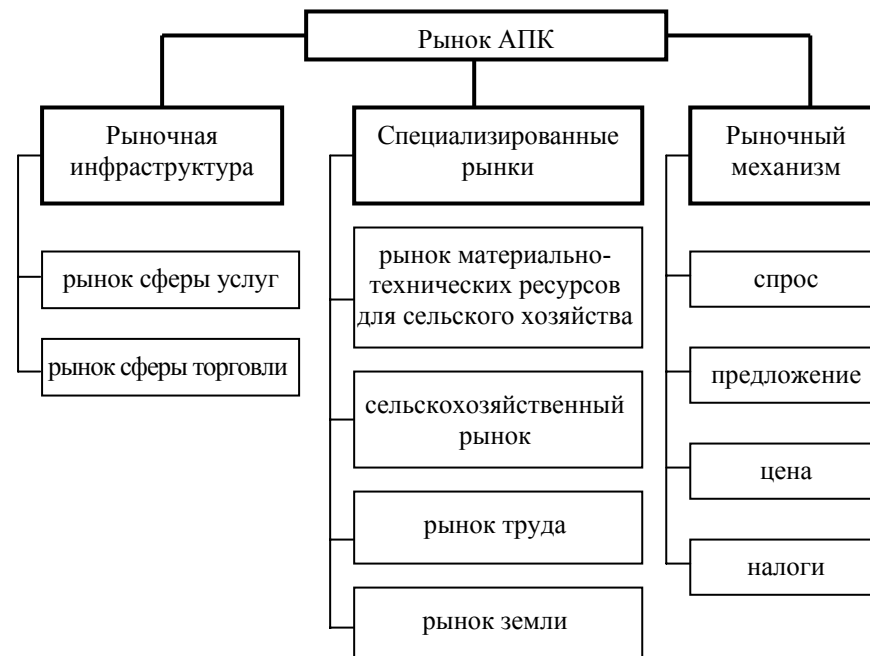 Рынок АПК
Рыночная
инфраструктура
рынок сферы услуг
рынок сферы торговли
Специализированные
рынки
рынок материально-
технических ресурсов
для сельского хозяйства
сельскохозяйственный
рынок
рынок труда
рынок земли
Рыночный
механизм
спрос
предложение
цена
налоги